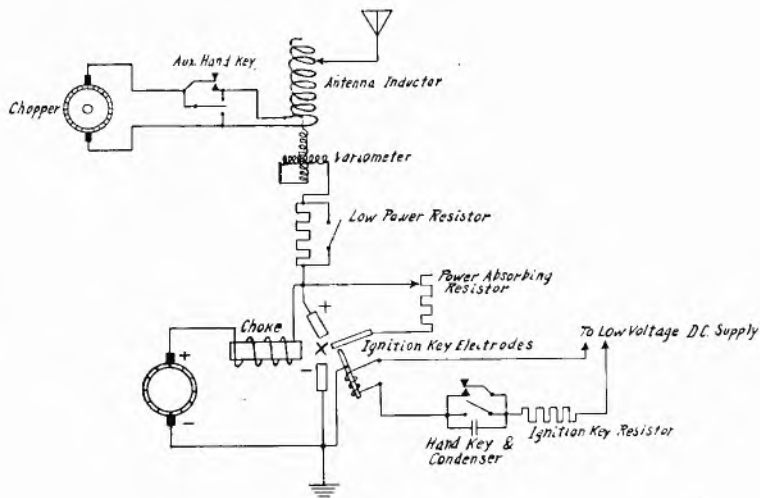 Aux. Hand Key
Antenna Inductor
Chopper
Variometer
Low Power Resistor
Power Absorbing
Resistor
+
Choke
To Low Voltage D.C. Supply
Ignition Key Electrodes
+
-
-
Hand Key &
Condenser
Ignition Key Resistor